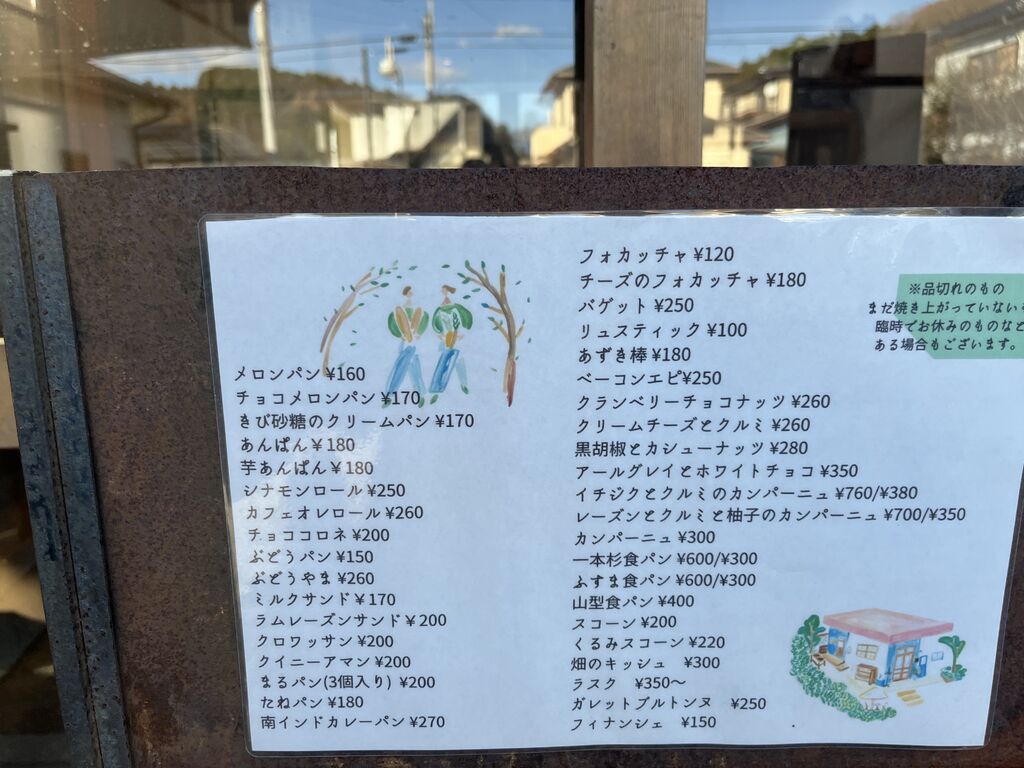 メロンパン ¥160
チョコメロンパン ¥170
きび砂糖のクリームパン ¥170
あんぱん ¥180
芋あんぱん ¥180
シナモンロール ¥250
カフェオレロール ¥260
チョココロネ ¥200
ぶどうパン ¥150
ぶどうやま ¥260
ミルクサンド ¥170
ラムレーズンサンド ¥200
クロワッサン ¥200
クイニーアマン ¥200
まるパン(3個入り) ¥200
たねパン ¥180
南インドカレーパン ¥270
フォカッチャ ¥120
チーズのフォカッチャ ¥180
バゲット ¥250
リュスティック ¥100
あずき棒 ¥180
ベーコンエピ¥250
クランベリーチョコナッツ ¥260
クリームチーズとクルミ ¥260
黒胡椒とカシューナッツ ¥280
アールグレイとホワイトチョコ ¥350
イチジクとクルミのカンパーニュ ¥760/¥380
レーズンとクルミと柚子のカンパーニュ ¥700/¥350
カンパーニュ ¥300
一本杉食パン ¥600/¥300
ふすま食パン ¥600/¥300
山型食パン ¥400
スコーン ¥200
くるみスコーン ¥220
畑のキッシュ ¥300
ラスク ¥350〜
ガレットブルトンヌ ¥250
フィナンシェ ¥150
※品切れのもの
まだ焼き上がっていない
臨時でお休みのものなど
ある場合もございます。